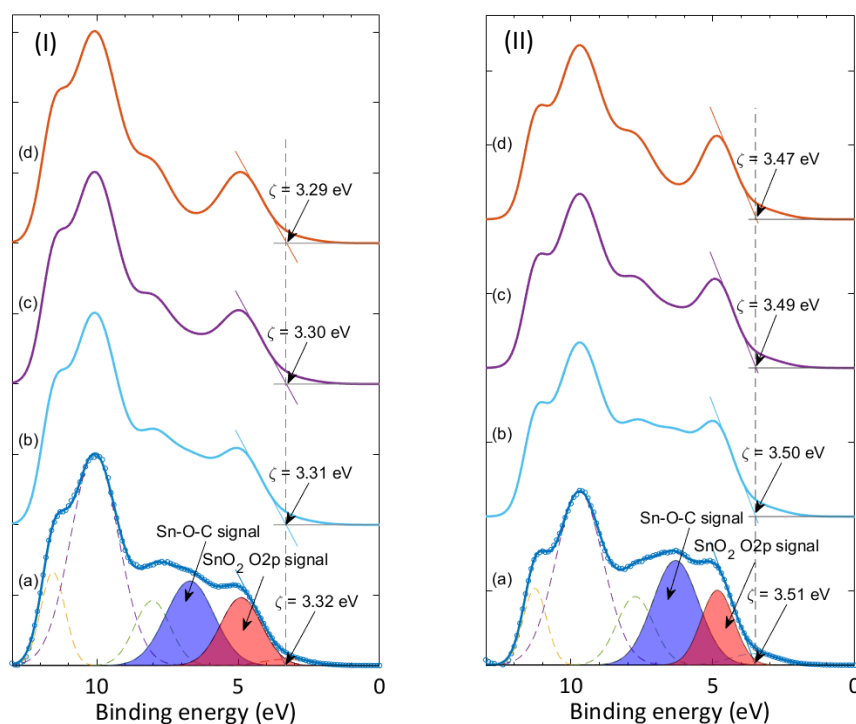 (I)
(d)
ζ = 3.29 eV
(c)
ζ = 3.30 eV
(b)
ζ = 3.31 eV
Sn-O-C signal
SnO2 O2p signal
(a)
ζ = 3.32 eV
10
5
0
Binding energy (eV)
(II)
(d)
ζ = 3.47 eV
(c)
ζ = 3.49 eV
(b)
ζ = 3.50 eV
Sn-O-C signal
SnO2 O2p signal
(a)
ζ = 3.51 eV
10
5
0
Binding energy (eV)